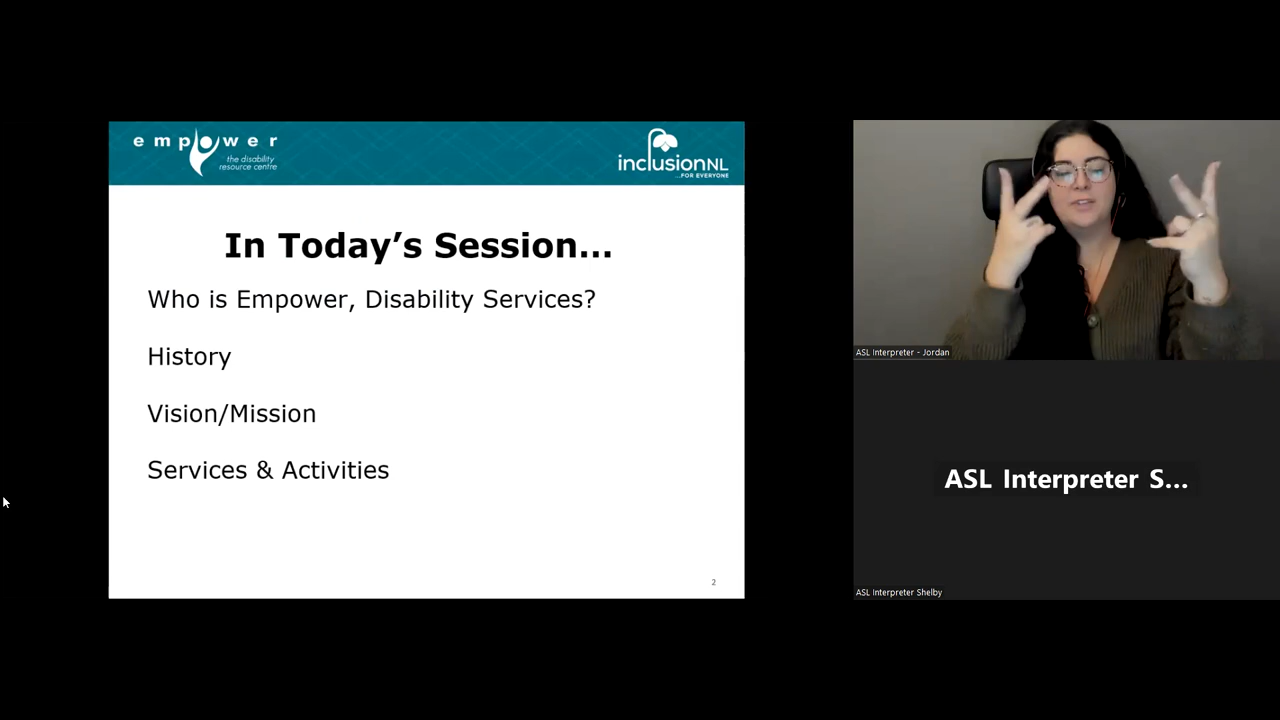 empower
the disability
resource centre
inclusionNL
...FOR EVERYONE
In Today’s Session...
Who is Empower, Disability Services?
History
Vision/Mission
Services & Activities
2
ASL Interpreter - Jordan
ASL Interpreter S...
ASL Interpreter Shelby